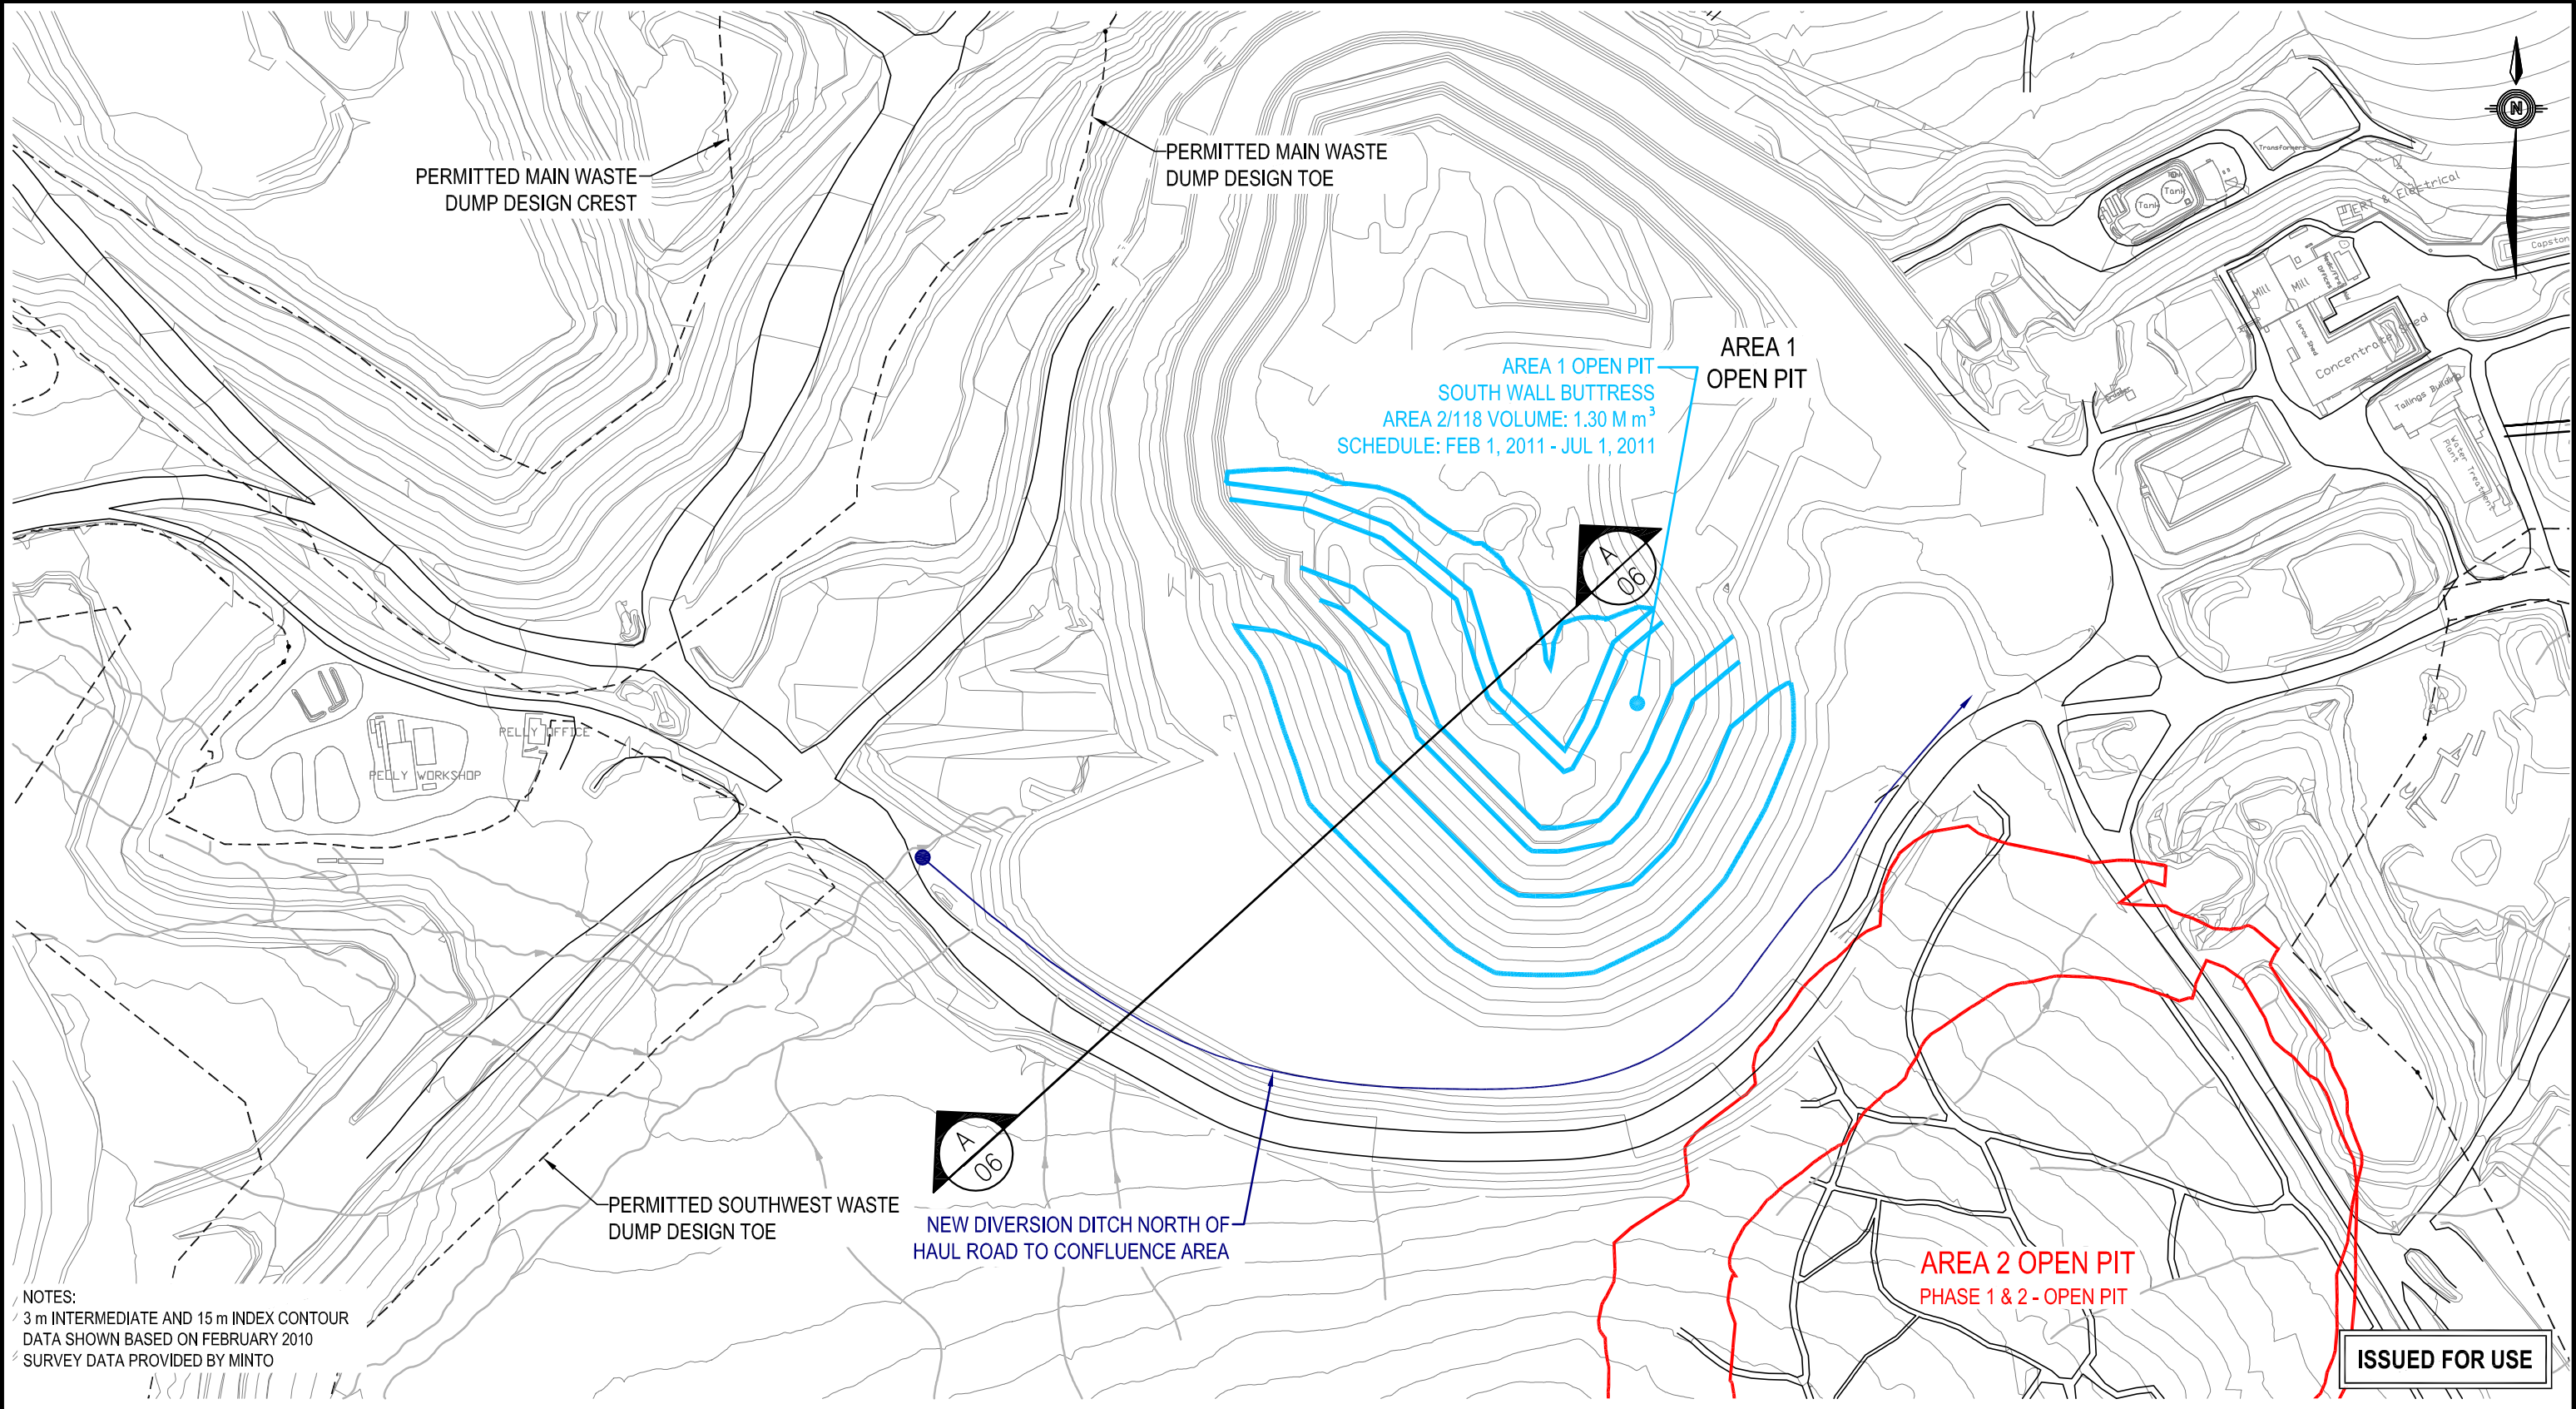 PERMITTED MAIN WASTE
DUMP DESIGN CREST
PERMITTED MAIN WASTE
DUMP DESIGN TOE
N
Transformers
Tank
Tank
ERT & Electrical
Capston
Mill
Mill
Concentrate Shed
Tailings Building
Water Treatment
Plant
AREA 1
OPEN PIT
AREA 1 OPEN PIT
SOUTH WALL BUTTRESS
AREA 2/118 VOLUME: 1.30 M m³
SCHEDULE: FEB 1, 2011 - JUL 1, 2011
A
06
PELLY OFFICE
PELLY WORKSHOP
A
06
PERMITTED SOUTHWEST WASTE
DUMP DESIGN TOE
NEW DIVERSION DITCH NORTH OF
HAUL ROAD TO CONFLUENCE AREA
AREA 2 OPEN PIT
PHASE 1 & 2 - OPEN PIT
NOTES:
3 m INTERMEDIATE AND 15 m INDEX CONTOUR
DATA SHOWN BASED ON FEBRUARY 2010
SURVEY DATA PROVIDED BY MINTO
ISSUED FOR USE